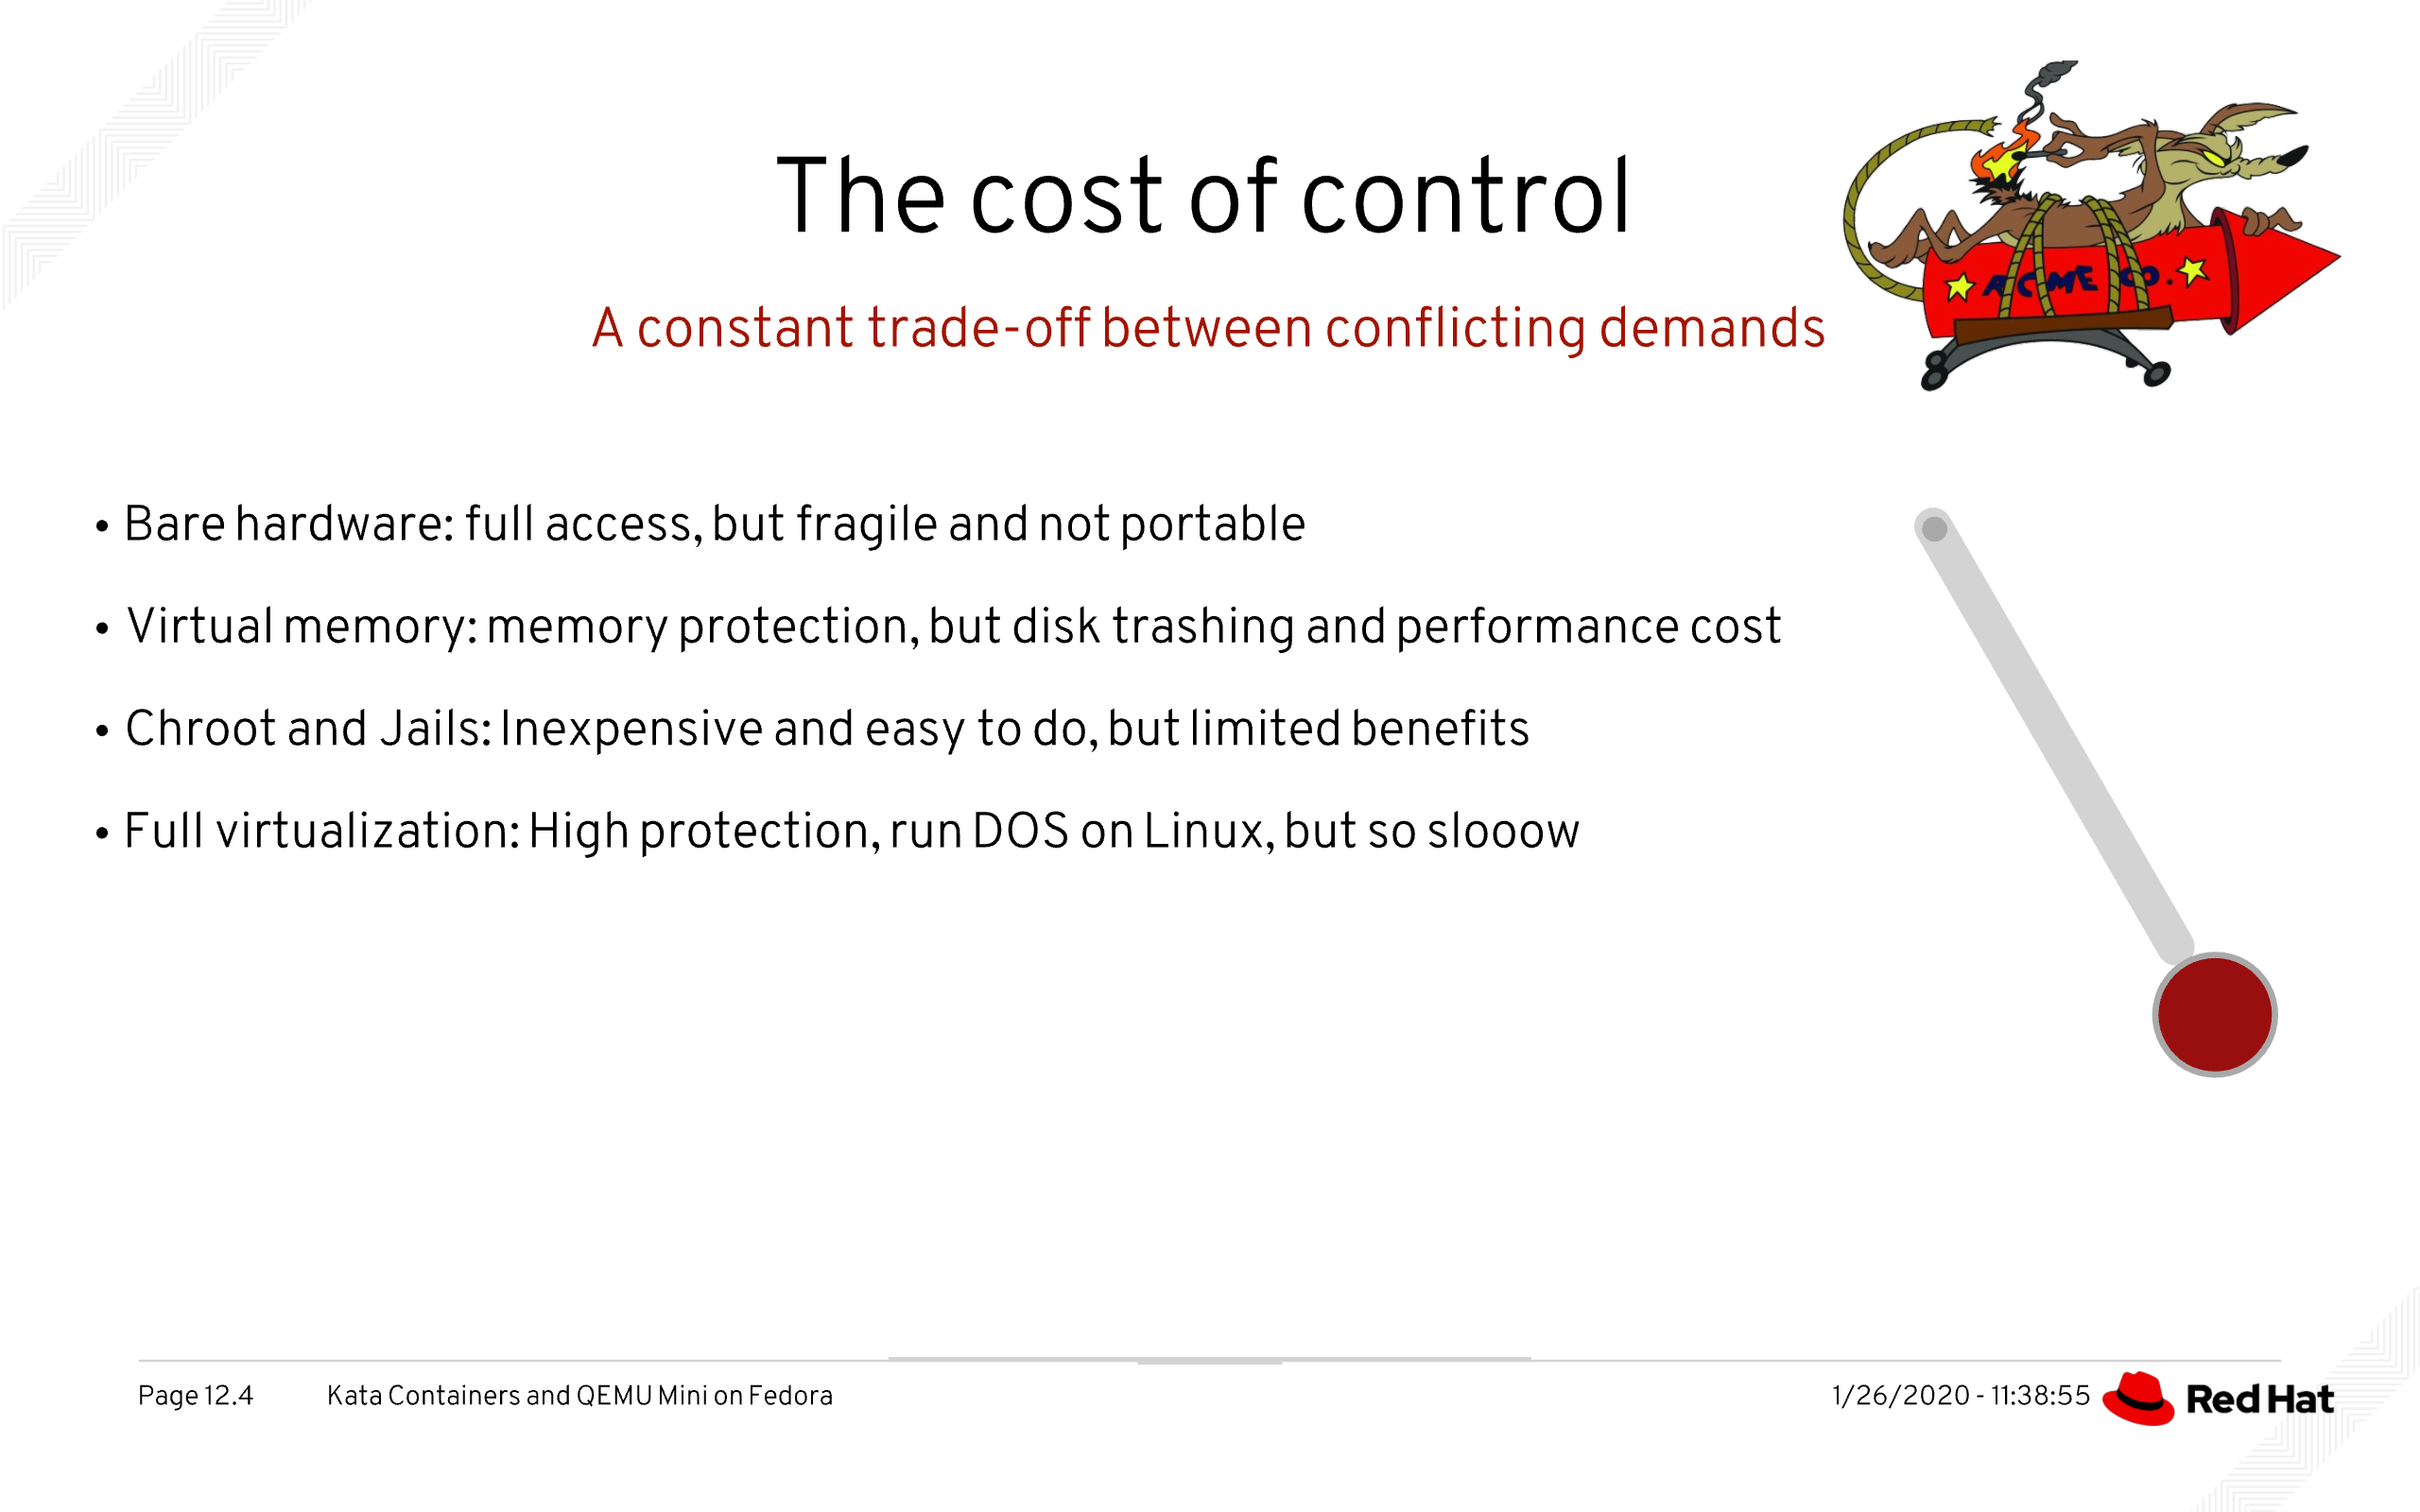 The cost of control
A constant trade-off between conflicting demands
ACME CO.
• Bare hardware: full access, but fragile and not portable
• Virtual memory: memory protection, but disk trashing and performance cost
• Chroot and Jails: Inexpensive and easy to do, but limited benefits
• Full virtualization: High protection, run DOS on Linux, but so slooow
Page 12.4 Kata Containers and QEMU Mini on Fedora 1/26/2020 - 11:38:55 Red Hat